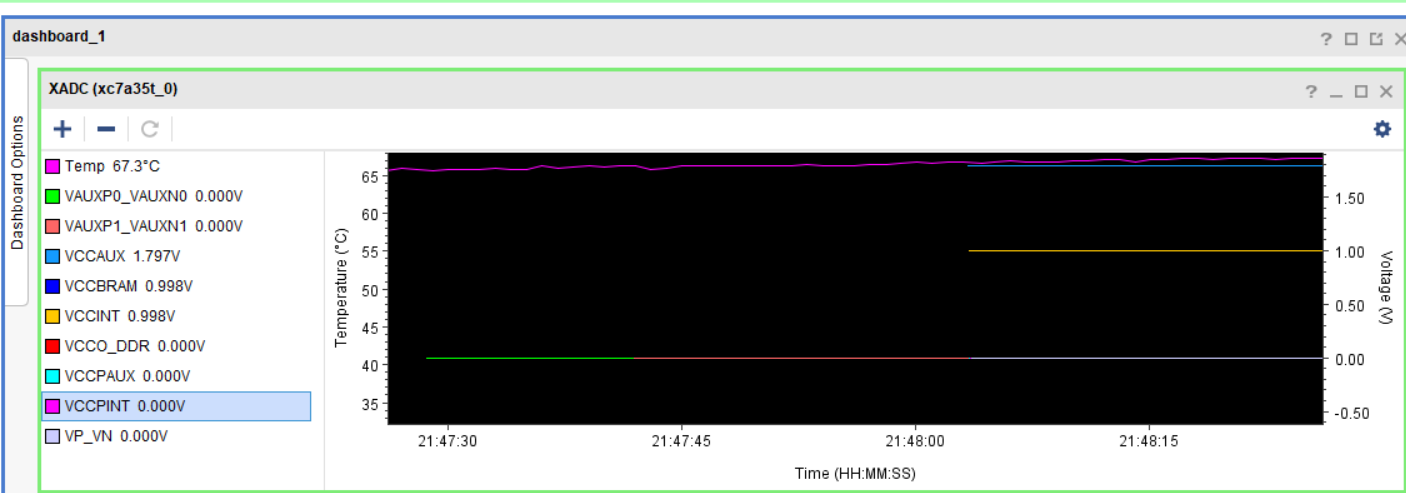 dashboard_1
Dashboard Options
XADC (xc7a35t_0)
Temp 67.3°C
VAUXP0_VAUXN0 0.000V
VAUXP1_VAUXN1 0.000V
VCCAUX 1.797V
VCCBRAM 0.998V
VCCINT 0.998V
VCCO_DDR 0.000V
VCCPAUX 0.000V
VCCPINT 0.000V
VP_VN 0.000V
Temperature (°C)
65
60
55
50
45
40
35
1.50
1.00
0.50
0.00
-0.50
Voltage (V)
21:47:30 21:47:45 21:48:00 21:48:15
Time (HH:MM:SS)